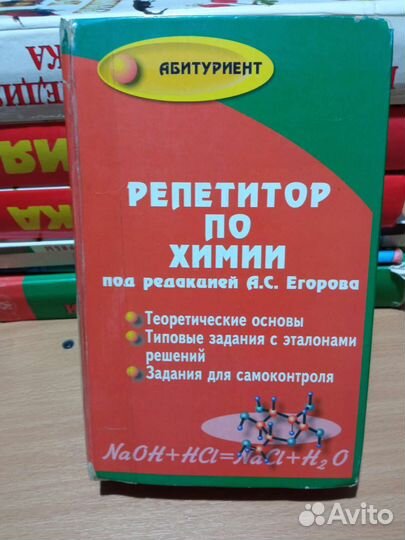 АБИТУРИЕНТ
РЕПЕТИТОР
ПО
ХИМИИ
под редакцией А.С. Егорова
Теоретические основы
Типовые задания с эталонами
решений
Задания для самоконтроля
NaOH+HCl=NaCl+H₂O
Avito